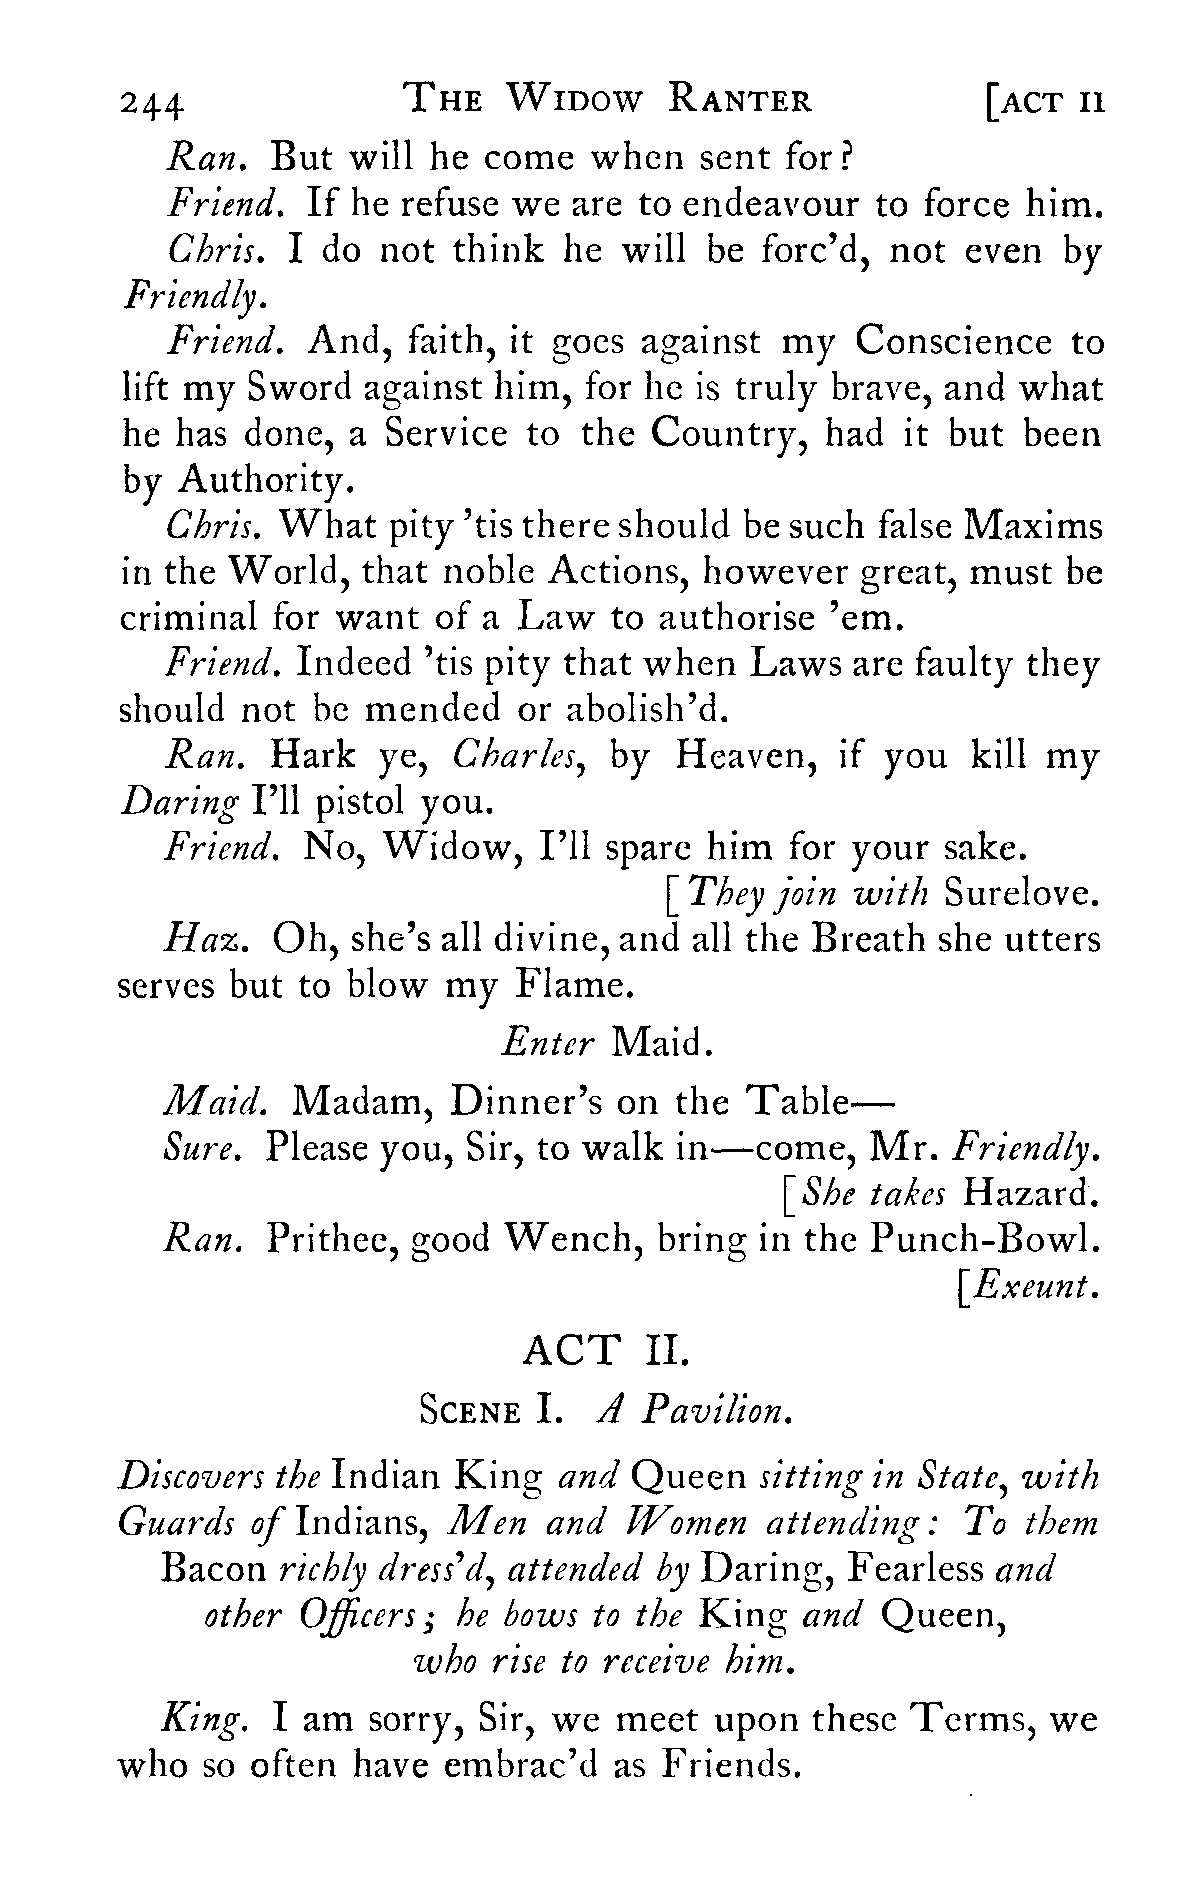 244 THE WIDOW RANTER [ACT II
Ran. But will he come when sent for?
Friend. If he refuse we are to endeavour to force him.
Chris. I do not think he will be forc’d, not even by
Friendly.
Friend. And, faith, it goes against my Conscience to
lift my Sword against him, for he is truly brave, and what
he has done, a Service to the Country, had it but been
by Authority.
Chris. What pity ’tis there should be such false Maxims
in the World, that noble Actions, however great, must be
criminal for want of a Law to authorise ’em.
Friend. Indeed ’tis pity that when Laws are faulty they
should not be mended or abolish’d.
Ran. Hark ye, Charles, by Heaven, if you kill my
Daring I’ll pistol you.
Friend. No, Widow, I’ll spare him for your sake.
[They join with Surelove.
Haz. Oh, she’s all divine, and all the Breath she utters
serves but to blow my Flame.
Enter Maid.
Maid. Madam, Dinner’s on the Table—
Sure. Please you, Sir, to walk in—come, Mr. Friendly.
[She takes Hazard.
Ran. Prithee, good Wench, bring in the Punch-Bowl.
[Exeunt.
ACT II.
SCENE I. A Pavilion.
Discovers the Indian King and Queen sitting in State, with
Guards of Indians, Men and Women attending: To them
Bacon richly dress’d, attended by Daring, Fearless and
other Officers; he bows to the King and Queen,
who rise to receive him.
King. I am sorry, Sir, we meet upon these Terms, we
who so often have embrac’d as Friends.